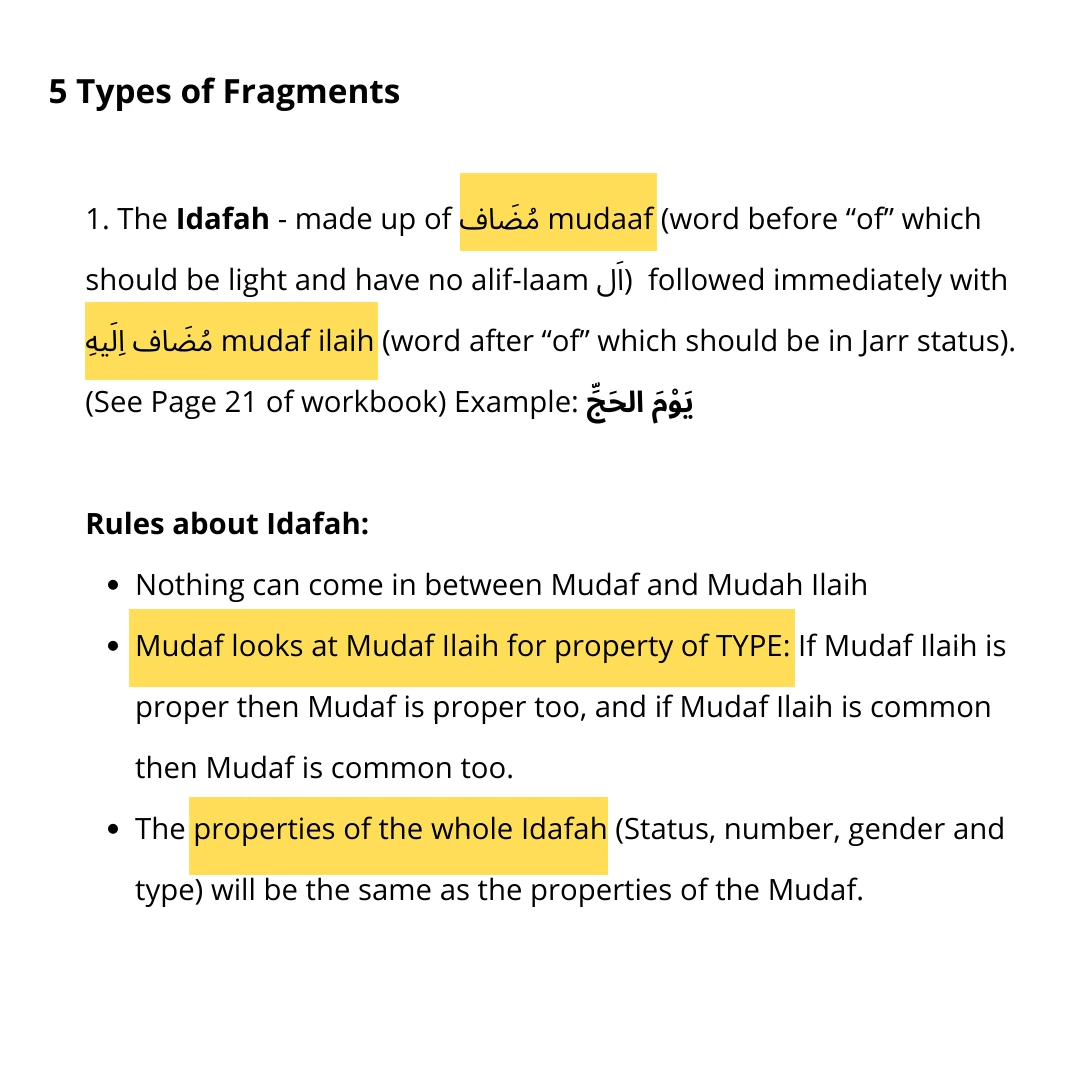 5 Types of Fragments
1. The Idafah - made up of مُضَاف mudaaf (word before “of” which
should be light and have no alif-laam اَل)  followed immediately with
مُضَاف اِلَيهِ mudaf ilaih (word after “of” which should be in Jarr status).
(See Page 21 of workbook) Example: يَوْمَ الحَجِّ
Rules about Idafah:
• Nothing can come in between Mudaf and Mudah Ilaih
• Mudaf looks at Mudaf Ilaih for property of TYPE: If Mudaf Ilaih is
proper then Mudaf is proper too, and if Mudaf Ilaih is common
then Mudaf is common too.
• The properties of the whole Idafah (Status, number, gender and
type) will be the same as the properties of the Mudaf.